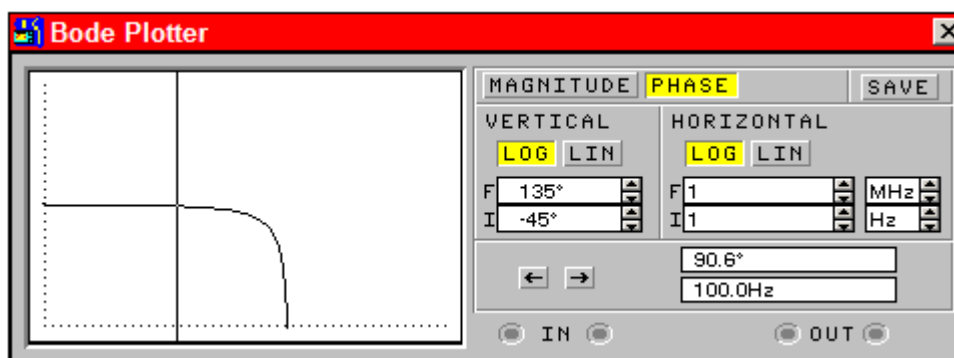 Bode Plotter
MAGNITUDE PHASE SAVE
VERTICAL HORIZONTAL
LOG LIN LOG LIN
F 135° F 1 MHz
I -45° I 1 Hz
← → 90.6°
100.0Hz
IN OUT